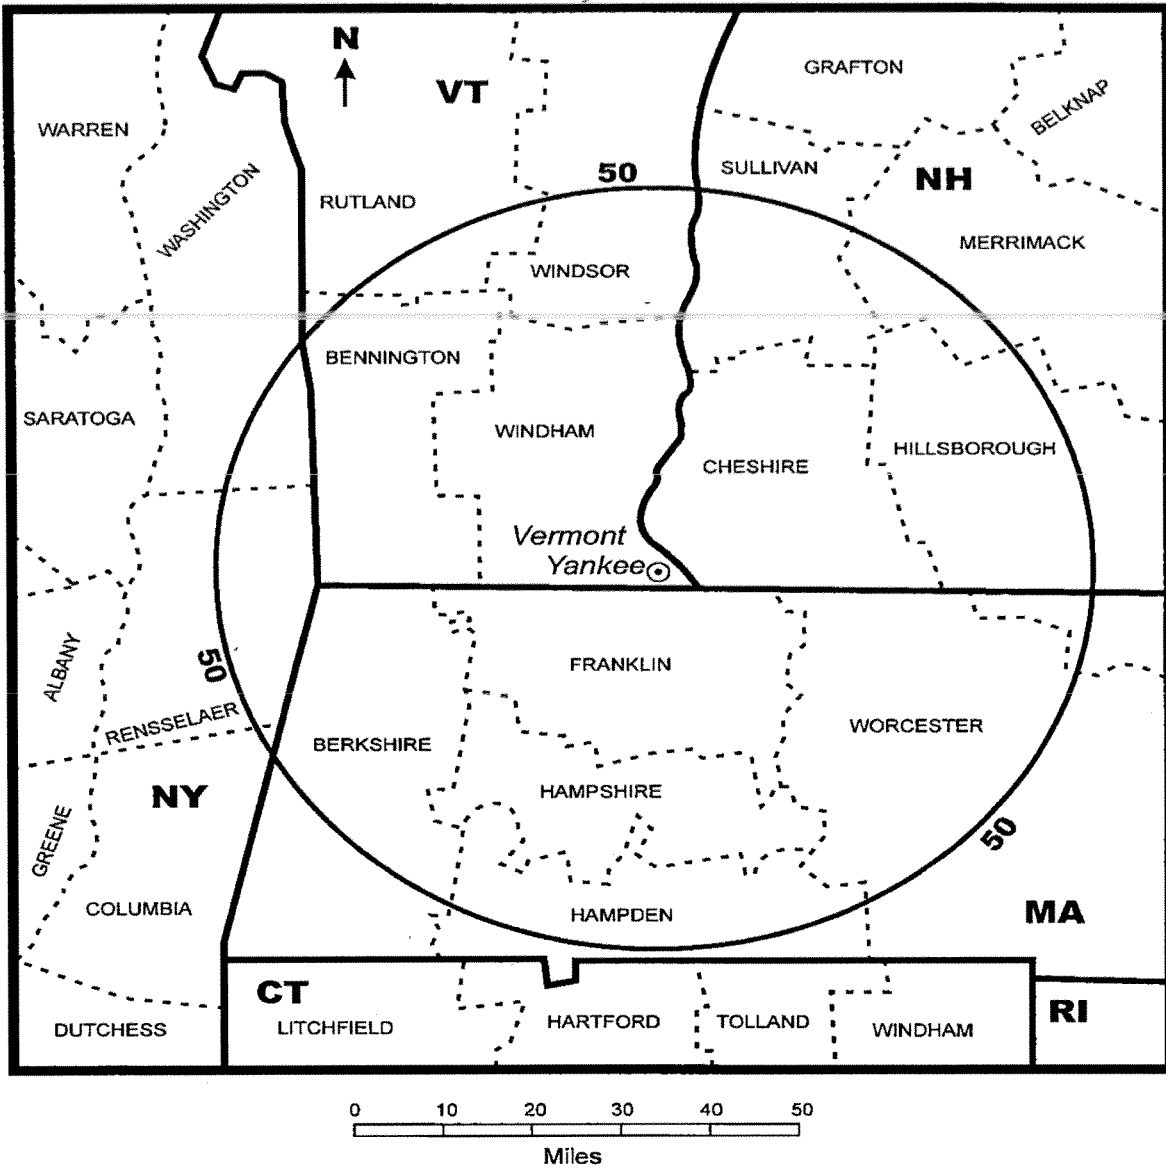 N
VT
GRAFTON
BELKNAP
WARREN
WASHINGTON
50
SULLIVAN
NH
RUTLAND
MERRIMACK
WINDSOR
BENNINGTON
SARATOGA
WINDHAM
CHESHIRE
HILLSBOROUGH
Vermont
Yankee
ALBANY
50
FRANKLIN
RENSSELAER
BERKSHIRE
WORCESTER
NY
HAMPSHIRE
GREENE
50
COLUMBIA
HAMPDEN
MA
CT
RI
DUTCHESS
LITCHFIELD
HARTFORD
TOLLAND
WINDHAM
0 10 20 30 40 50
Miles